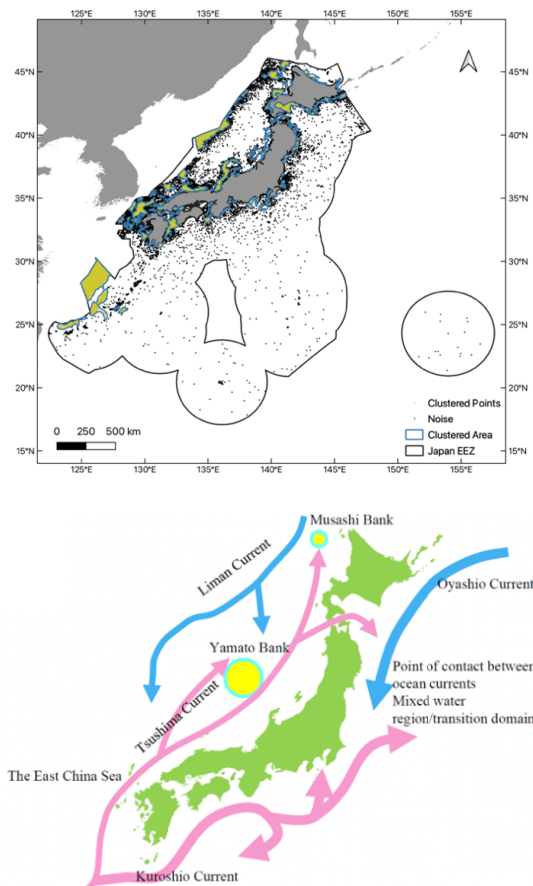 125°E 130°E 135°E 140°E 145°E 150°E 155°E
45°N 45°N
40°N 40°N
35°N 35°N
30°N 30°N
25°N 25°N
20°N 20°N
15°N 15°N
Clustered Points
Noise
Clustered Area
Japan EEZ
0 250 500 km
125°E 130°E 135°E 140°E 145°E 150°E 155°E
Musashi Bank
Liman Current
Oyashio Current
Yamato Bank
Point of contact between
ocean currents
Mixed water
region/transition domain
Tsushima Current
The East China Sea
Kuroshio Current